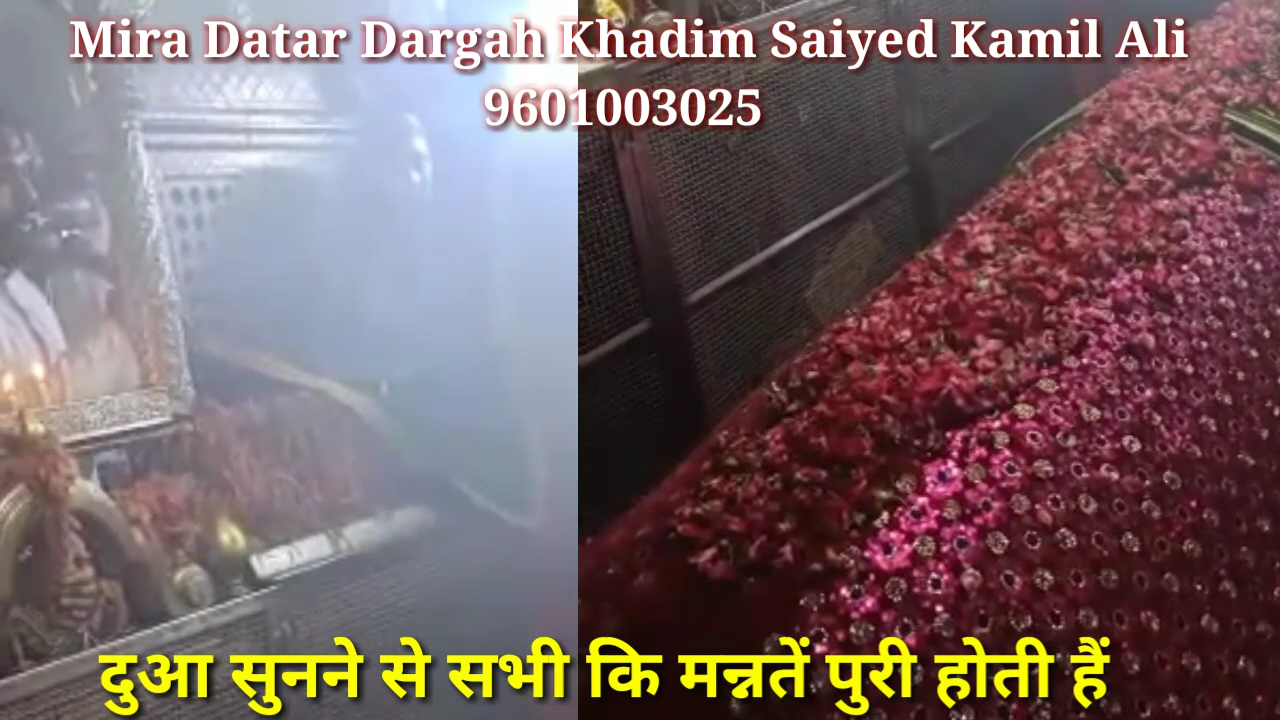 Mira Datar Dargah Khadim Saiyed Kamil Ali
9601003025
दुआ सुनने से सभी कि मन्नतें पुरी होती हैं